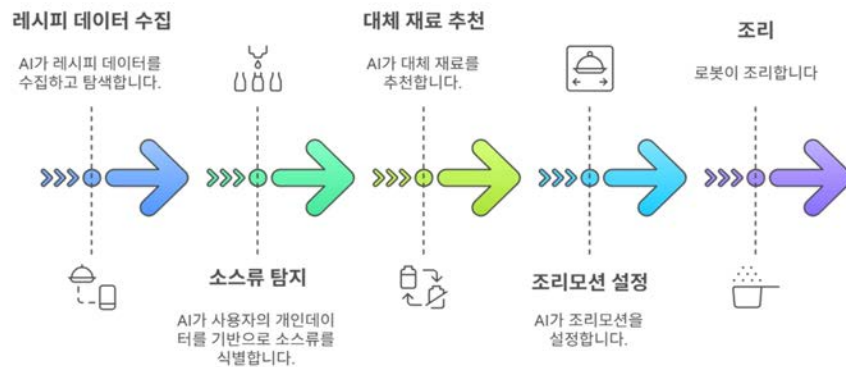 레시피 데이터 수집
AI가 레시피 데이터를
수집하고 탐색합니다.
소스류 탐지
AI가 사용자의 개인데이
터를 기반으로 소스류를
식별합니다.
대체 재료 추천
AI가 대체 재료를
추천합니다.
조리모션 설정
AI가 조리모션을
설정합니다.
조리
로봇이 조리합니다